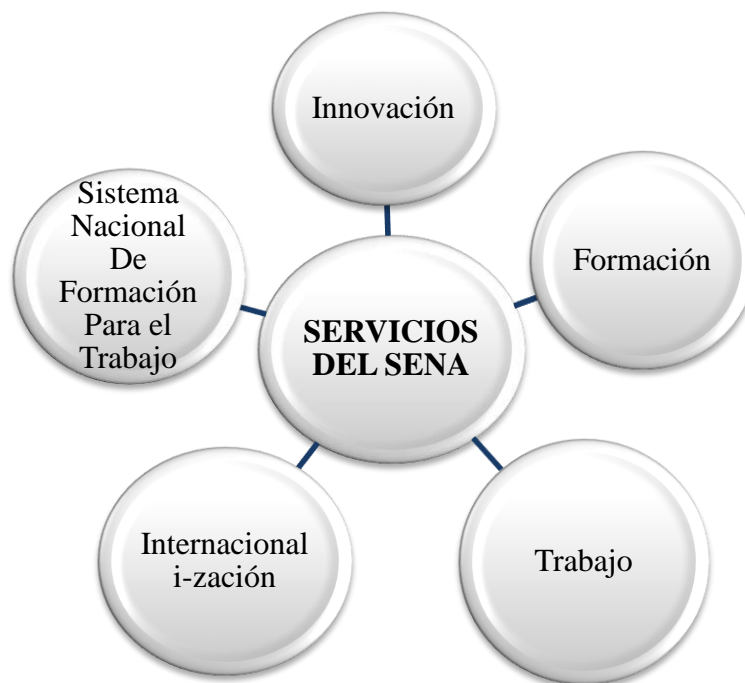 Innovación
Sistema
Nacional
De
Formación
Para el
Trabajo
Formación
SERVICIOS
DEL SENA
Internacional
i-zación
Trabajo